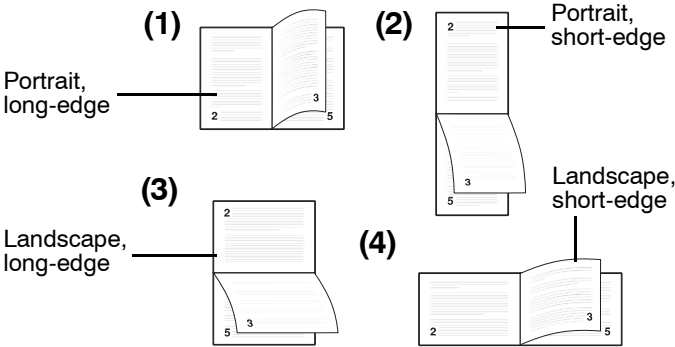 (1)
Portrait,
long-edge
2
3
5
(2)
Portrait,
short-edge
2
3
5
(3)
Landscape,
long-edge
2
3
5
(4)
Landscape,
short-edge
2
3
5